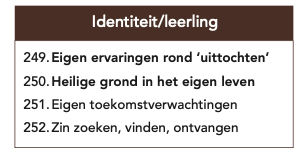 Identiteit/leerling
249. Eigen ervaringen rond ‘uittochten’
250. Heilige grond in het eigen leven
251. Eigen toekomstverwachtingen
252. Zin zoeken, vinden, ontvangen